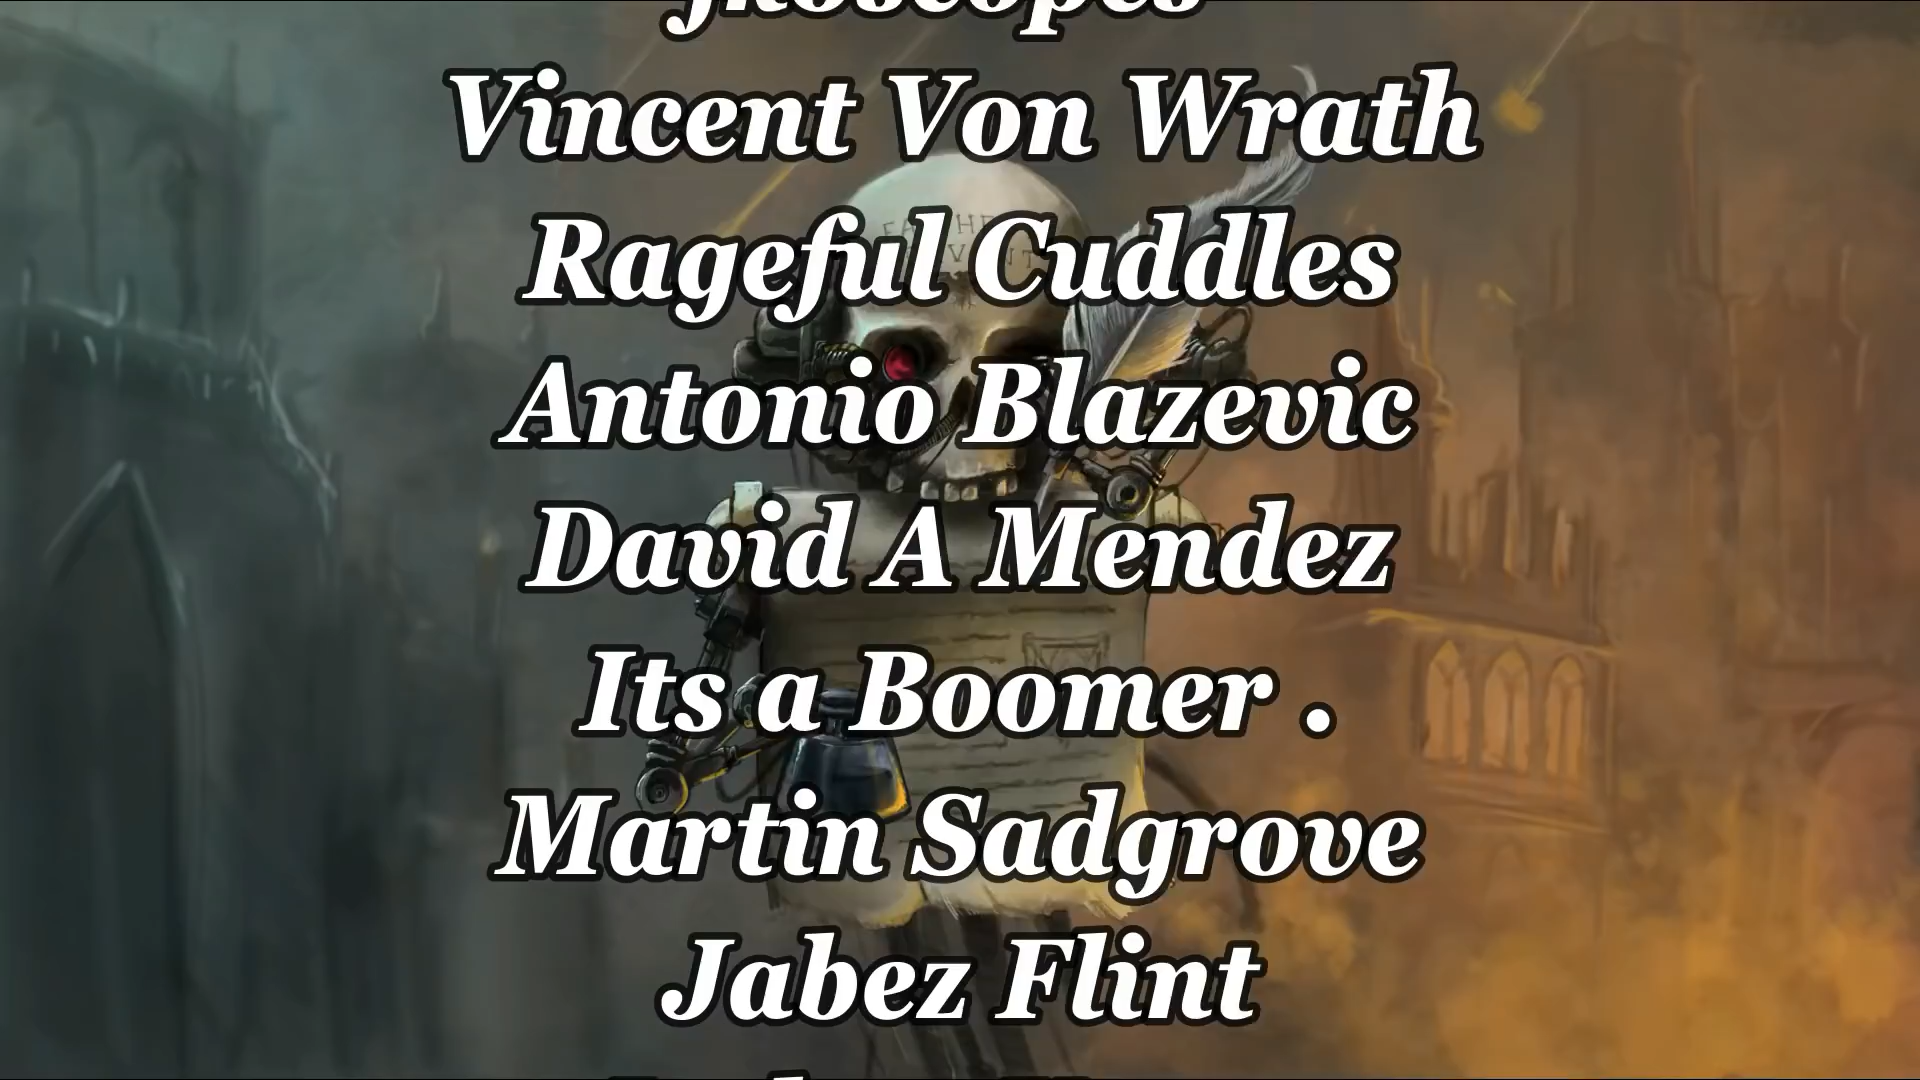 Vincent Von Wrath
Rageful Cuddles
Antonio Blazevic
David A Mendez
Its a Boomer .
Martin Sadgrove
Jabez Flint